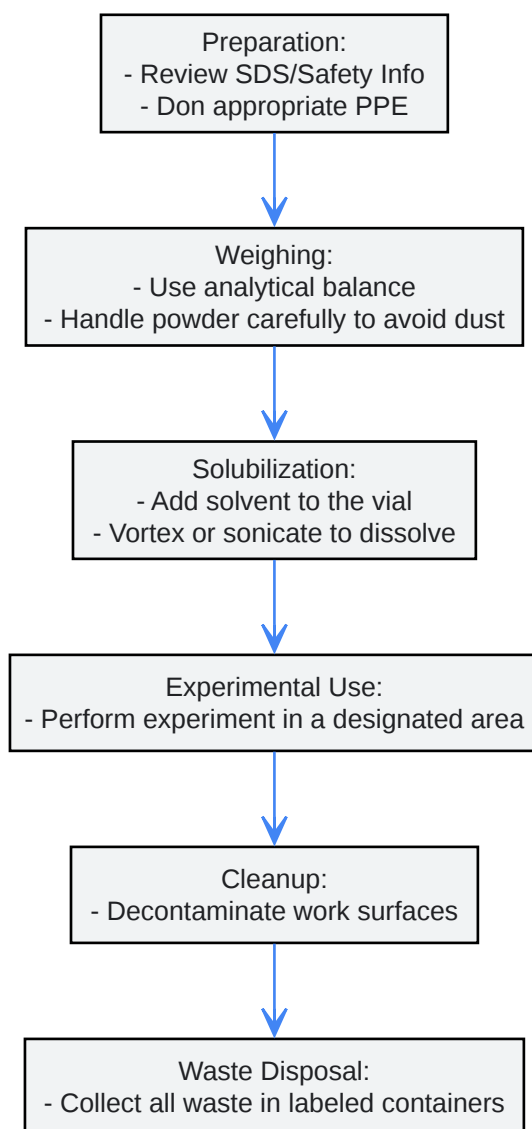 Preparation:
- Review SDS/Safety Info
- Don appropriate PPE
Weighing:
- Use analytical balance
- Handle powder carefully to avoid dust
Solubilization:
- Add solvent to the vial
- Vortex or sonicate to dissolve
Experimental Use:
- Perform experiment in a designated area
Cleanup:
- Decontaminate work surfaces
Waste Disposal:
- Collect all waste in labeled containers